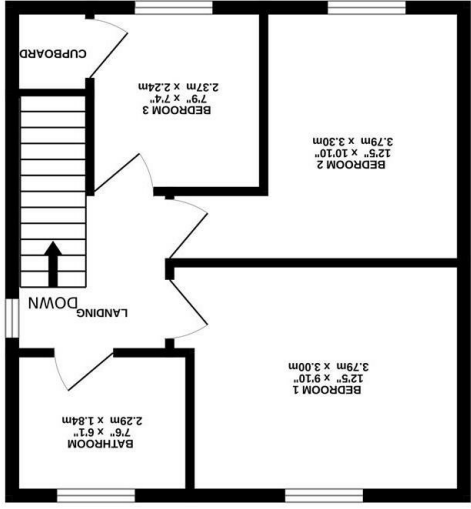 BATHROOM
7'6" x 6'1"
2.29m x 1.84m
BEDROOM 1
12'5" x 9'10"
3.79m x 3.00m
LANDING
DOWN
BEDROOM 2
12'5" x 10'10"
3.79m x 3.30m
BEDROOM 3
7'9" x 7'4"
2.37m x 2.24m
CUPBOARD